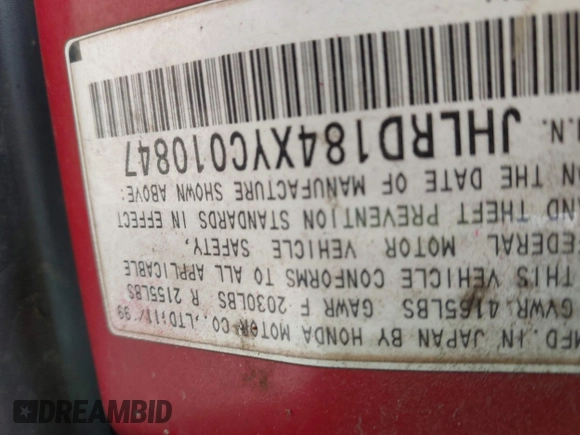 MFD.IN JAPAN BY HONDA MOTOR CO.,LTD;11/99
GVWR 4165LBS GAWR F 2030LBS R 2155LBS
THIS VEHICLE CONFORMS TO ALL APPLICABLE
FEDERAL MOTOR VEHICLE SAFETY,
AND THEFT PREVENTION STANDARDS IN EFFECT
ON THE DATE OF MANUFACTURE SHOWN ABOVE:
V.I.N. JHLRD184XYC010847
DREAMBID